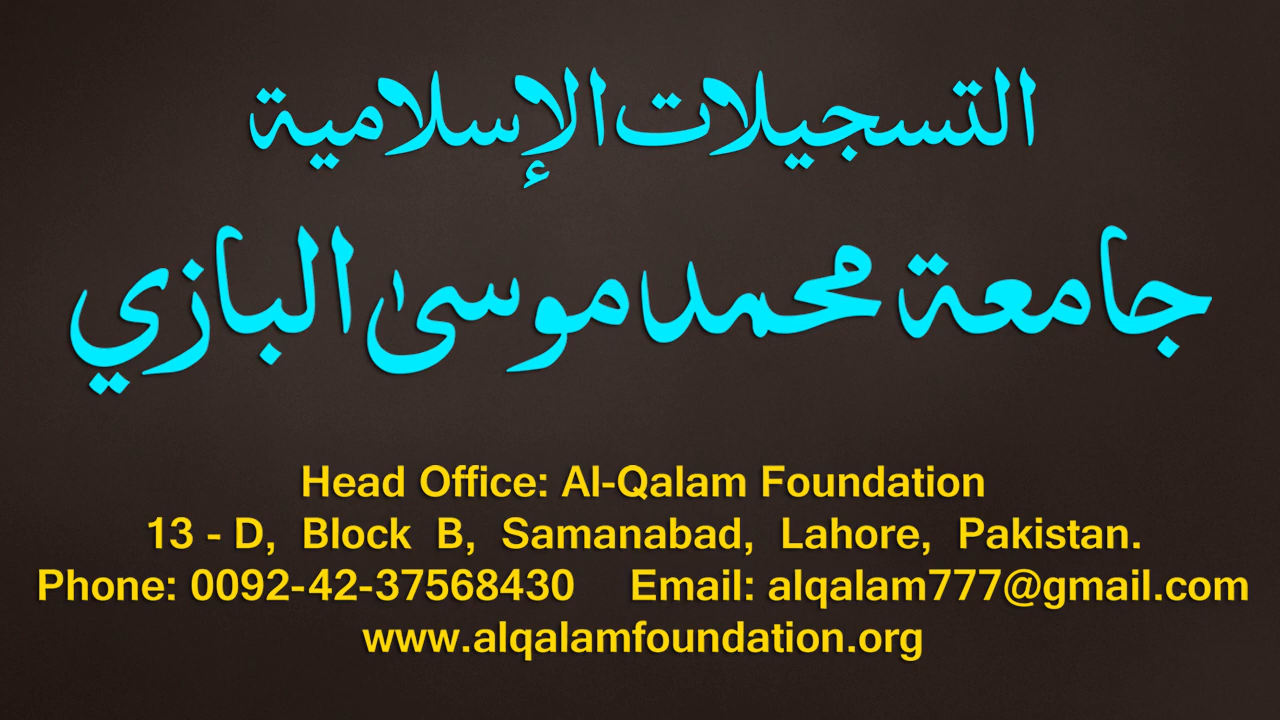 التسجيلات الإسلامية
جامعة محمد موسىٰ البازي
Head Office: Al-Qalam Foundation
13 - D, Block B, Samanabad, Lahore, Pakistan.
Phone: 0092-42-37568430 Email: alqalam777@gmail.com
www.alqalamfoundation.org